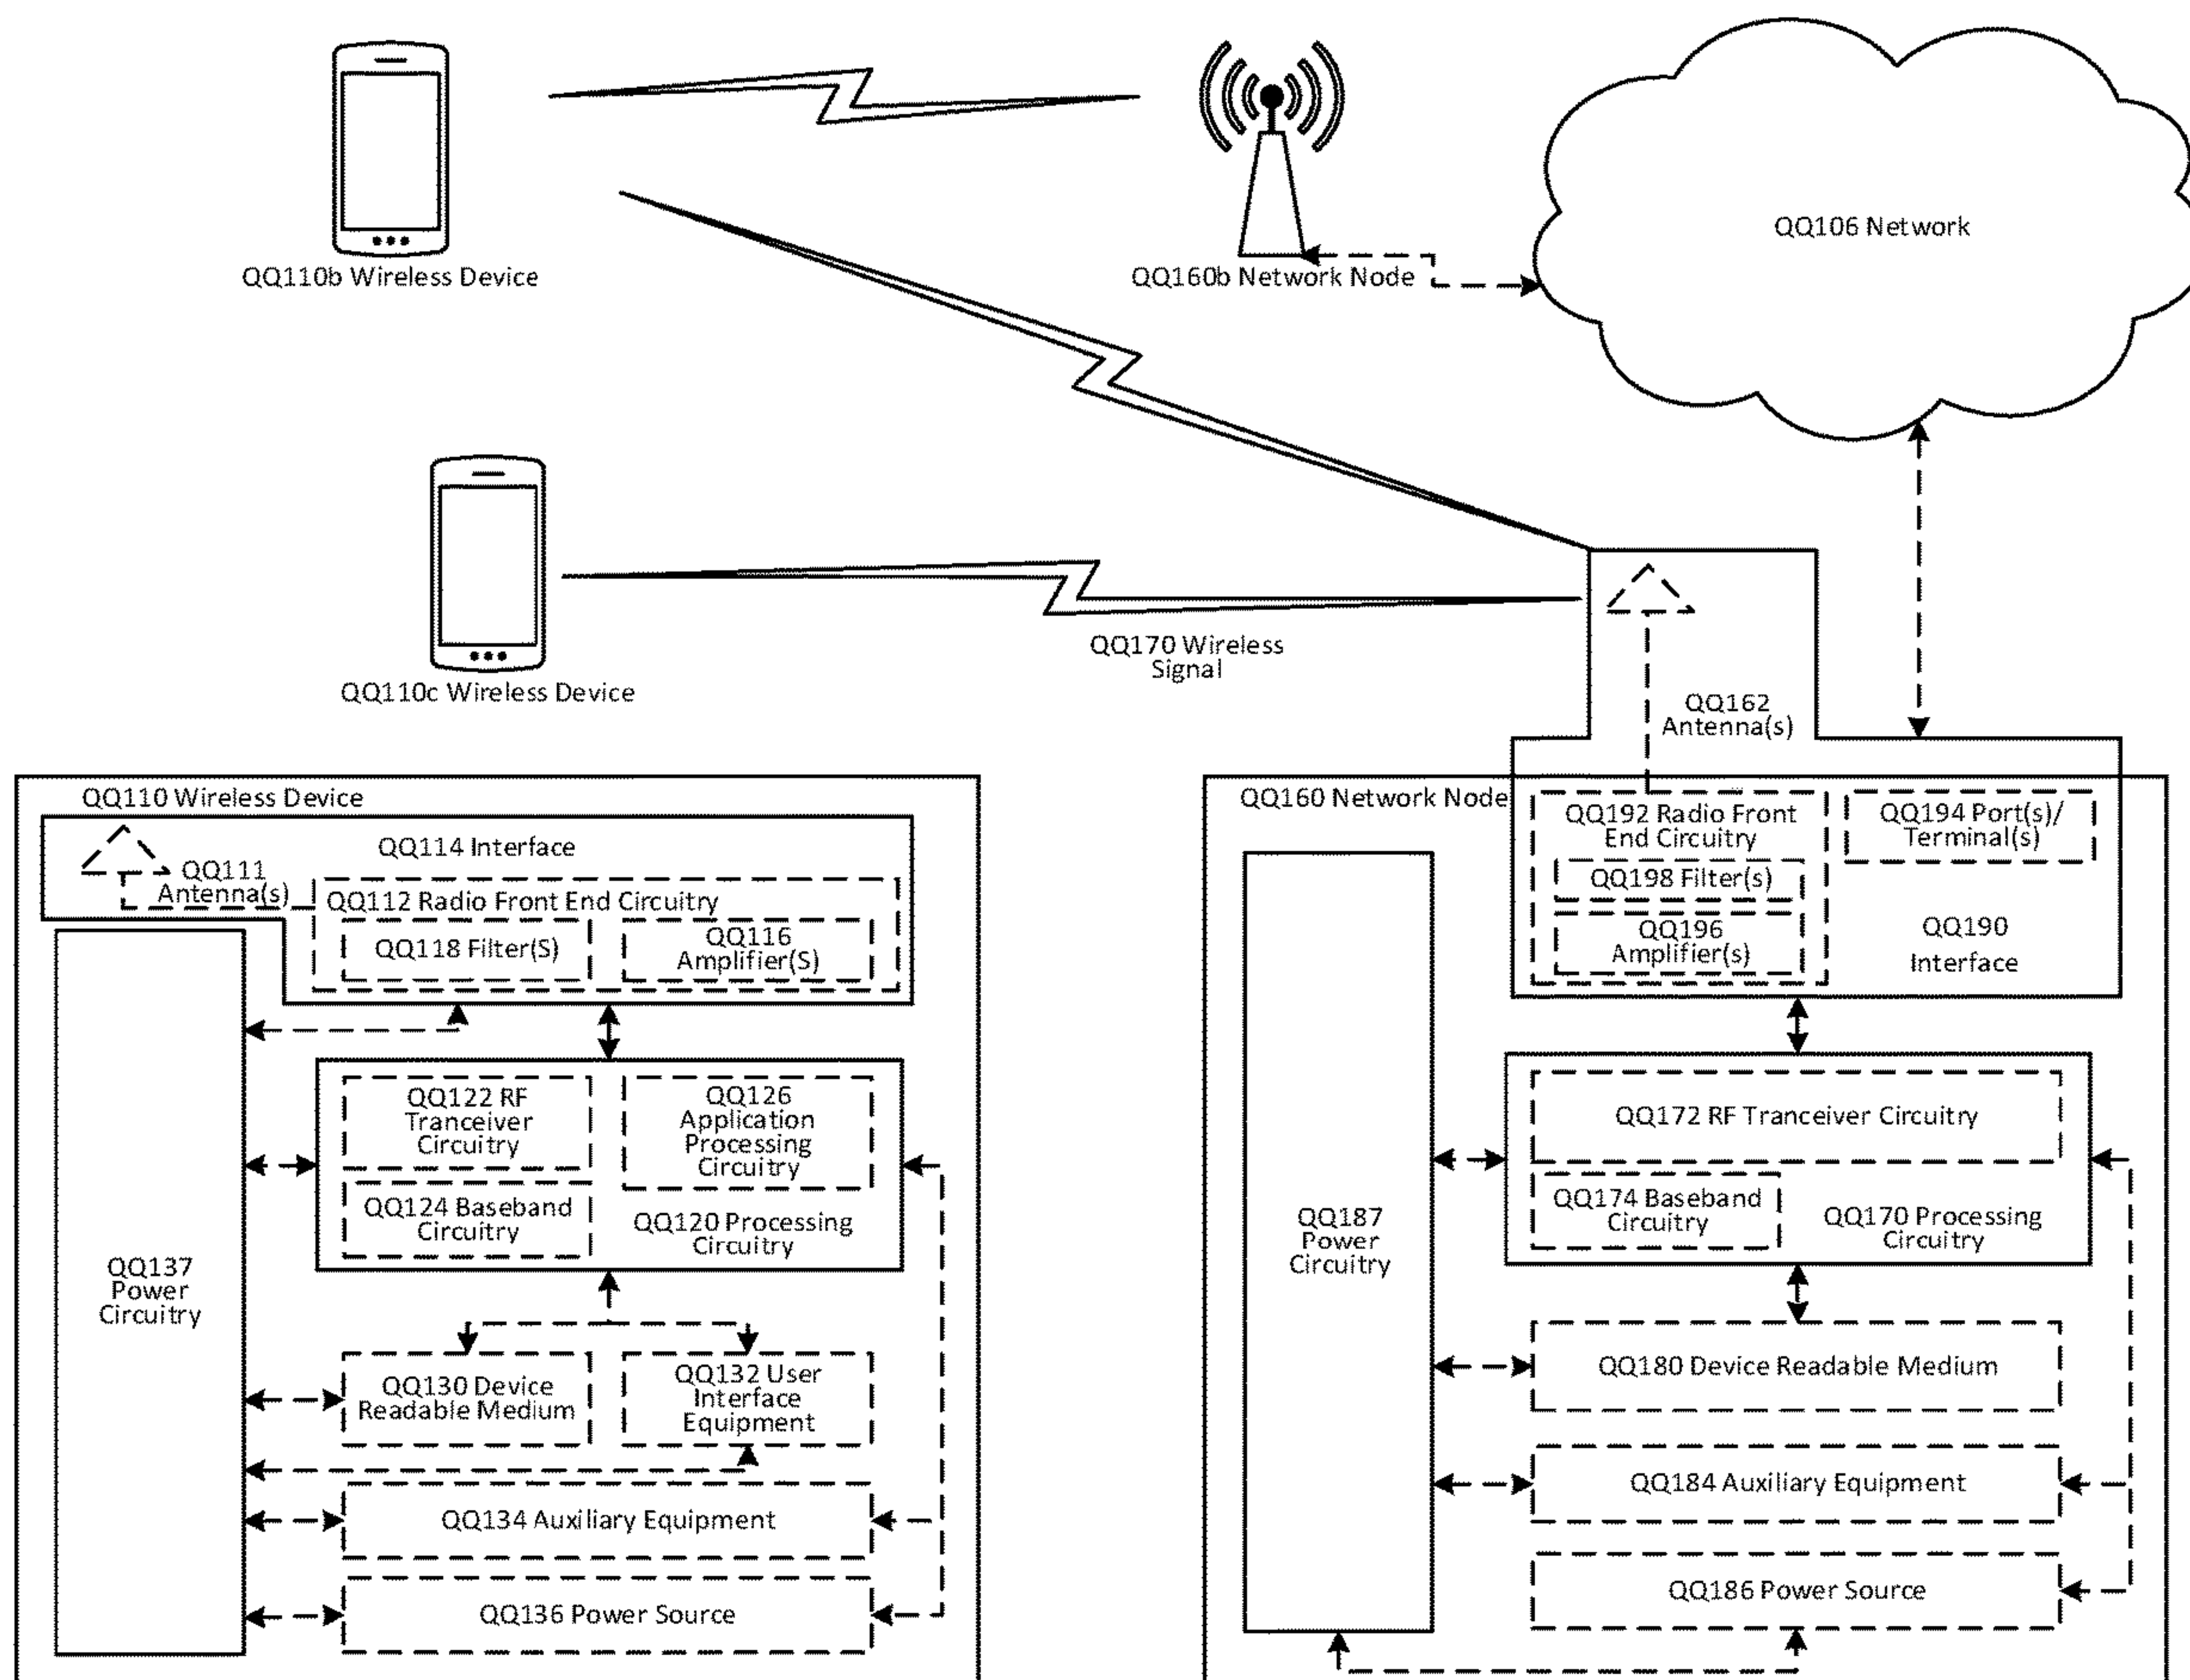 QQ110b Wireless Device
QQ160b Network Node
QQ106 Network
QQ110c Wireless Device
QQ170 Wireless
Signal
QQ162
Antenna(s)
QQ110 Wireless Device
QQ114 Interface
QQ111
Antenna(s)
QQ112 Radio Front End Circuitry
QQ118 Filter(S)
QQ116
Amplifier(S)
QQ137
Power
Circuitry
QQ122 RF
Tranceiver
Circuitry
QQ126
Application
Processing
Circuitry
QQ124 Baseband
Circuitry
QQ120 Processing
Circuitry
QQ130 Device
Readable Medium
QQ132 User
Interface
Equipment
QQ134 Auxiliary Equipment
QQ136 Power Source
QQ160 Network Node
QQ192 Radio Front
End Circuitry
QQ194 Port(s)/
Terminal(s)
QQ198 Filter(s)
QQ196
Amplifier(s)
QQ190
Interface
QQ187
Power
Circuitry
QQ172 RF Tranceiver Circuitry
QQ174 Baseband
Circuitry
QQ170 Processing
Circuitry
QQ180 Device Readable Medium
QQ184 Auxiliary Equipment
QQ186 Power Source